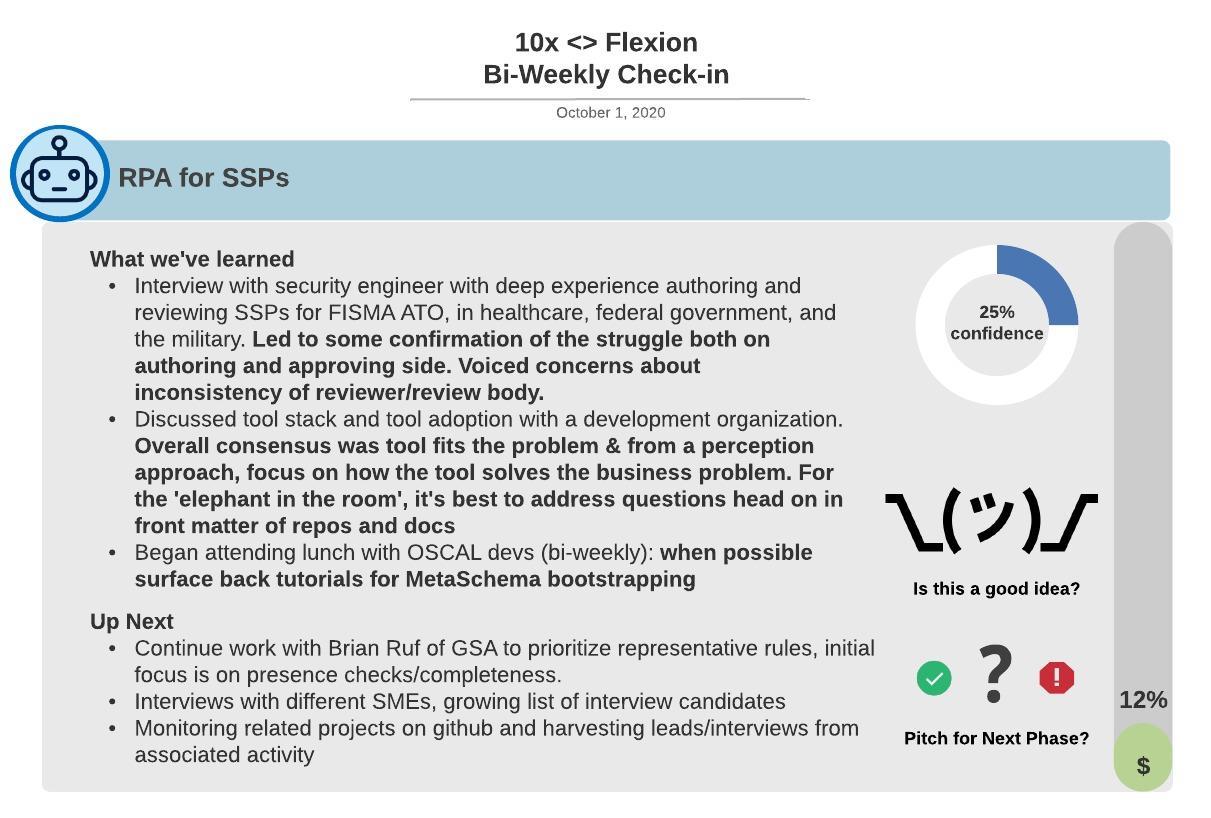 10x <> Flexion
Bi-Weekly Check-in
October 1, 2020
RPA for SSPs
What we've learned
• Interview with security engineer with deep experience authoring and
reviewing SSPs for FISMA ATO, in healthcare, federal government, and
the military. Led to some confirmation of the struggle both on
authoring and approving side. Voiced concerns about
inconsistency of reviewer/review body.
• Discussed tool stack and tool adoption with a development organization.
Overall consensus was tool fits the problem & from a perception
approach, focus on how the tool solves the business problem. For
the 'elephant in the room', it's best to address questions head on in
front matter of repos and docs
• Began attending lunch with OSCAL devs (bi-weekly): when possible
surface back tutorials for MetaSchema bootstrapping
Up Next
• Continue work with Brian Ruf of GSA to prioritize representative rules, initial
focus is on presence checks/completeness.
• Interviews with different SMEs, growing list of interview candidates
• Monitoring related projects on github and harvesting leads/interviews from
associated activity
25%
confidence
¯\_(ツ)_/¯
Is this a good idea?
?
!
Pitch for Next Phase?
12%
$